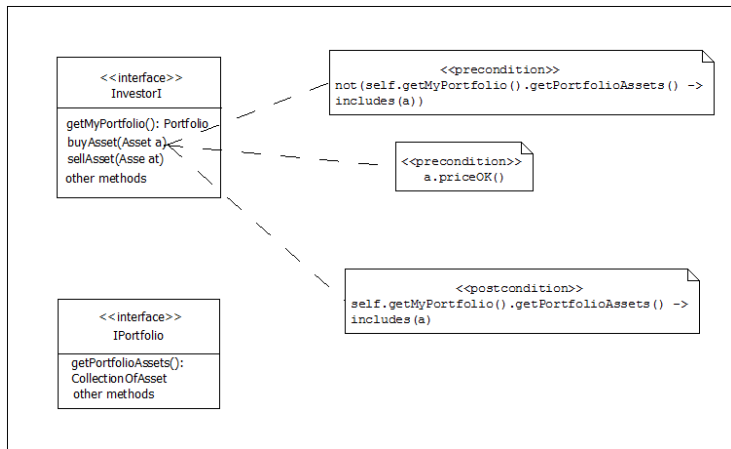 <<interface>>
InvestorI
getMyPortfolio(): Portfolio
buyAsset(Asset a)
sellAsset(Asse at)
other methods
<<precondition>>
not(self.getMyPortfolio().getPortfolioAssets() ->
includes(a))
<<precondition>>
a.priceOK()
<<postcondition>>
self.getMyPortfolio().getPortfolioAssets() ->
includes(a)
<<interface>>
IPortfolio
getPortfolioAssets():
CollectionOfAsset
other methods